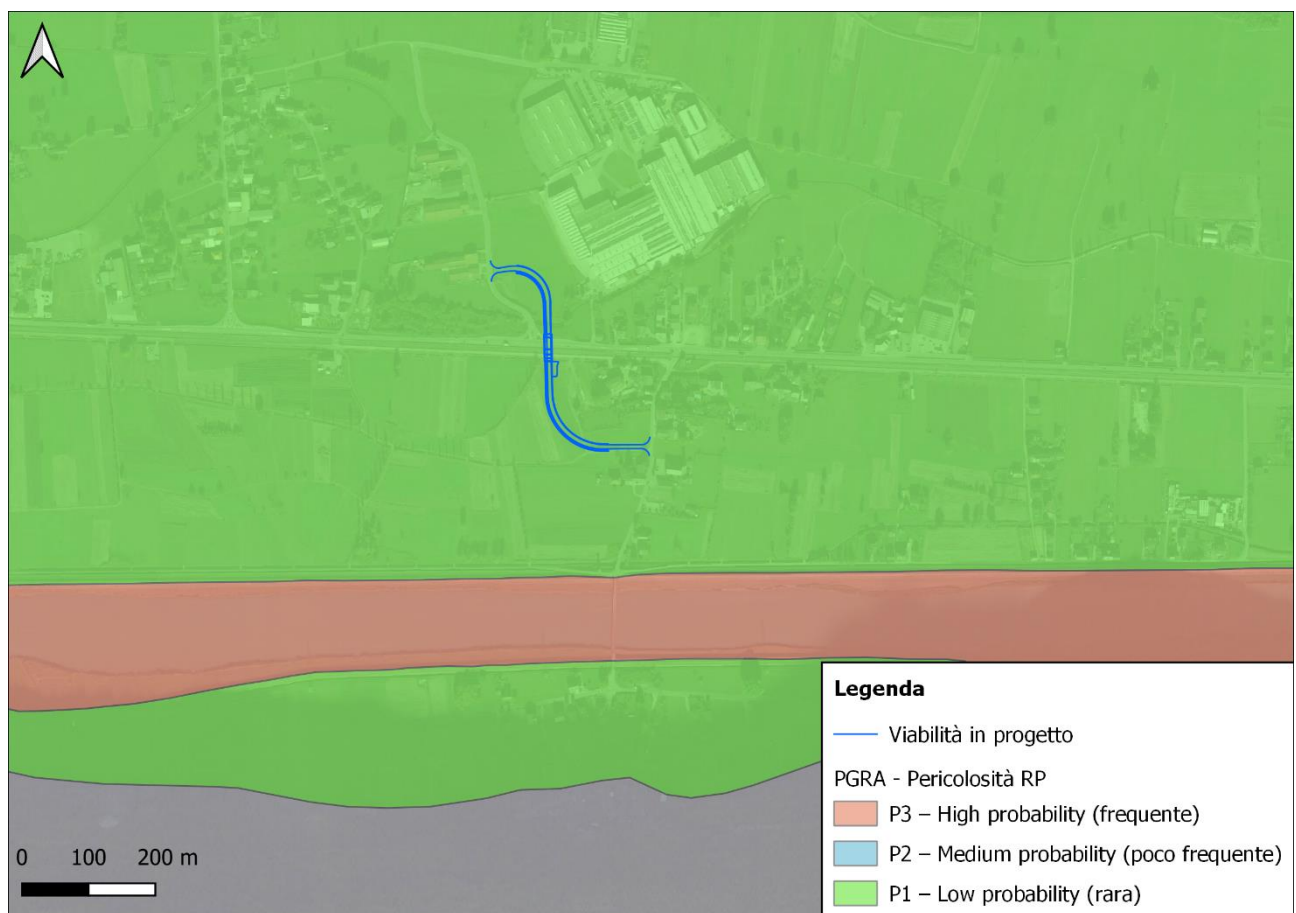 Legenda
Viabilità in progetto
PGRA - Pericolosità RP
P3 – High probability (frequente)
P2 – Medium probability (poco frequente)
P1 – Low probability (rara)
0 100 200 m